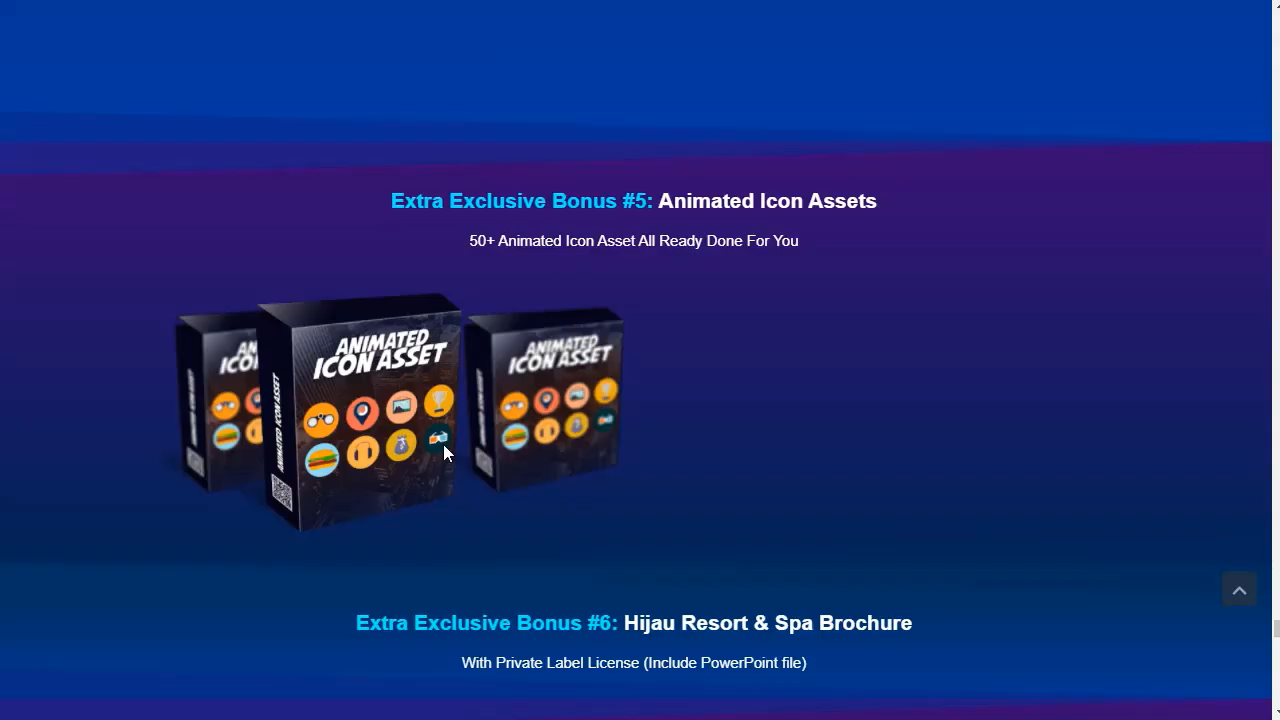 Extra Exclusive Bonus #5: Animated Icon Assets
50+ Animated Icon Asset All Ready Done For You
ANIMATED
ICON ASSET
ANIMATED ICON ASSET
AN
ICO
ANIMATED
ICON ASSET
Extra Exclusive Bonus #6: Hijau Resort & Spa Brochure
With Private Label License (Include PowerPoint file)